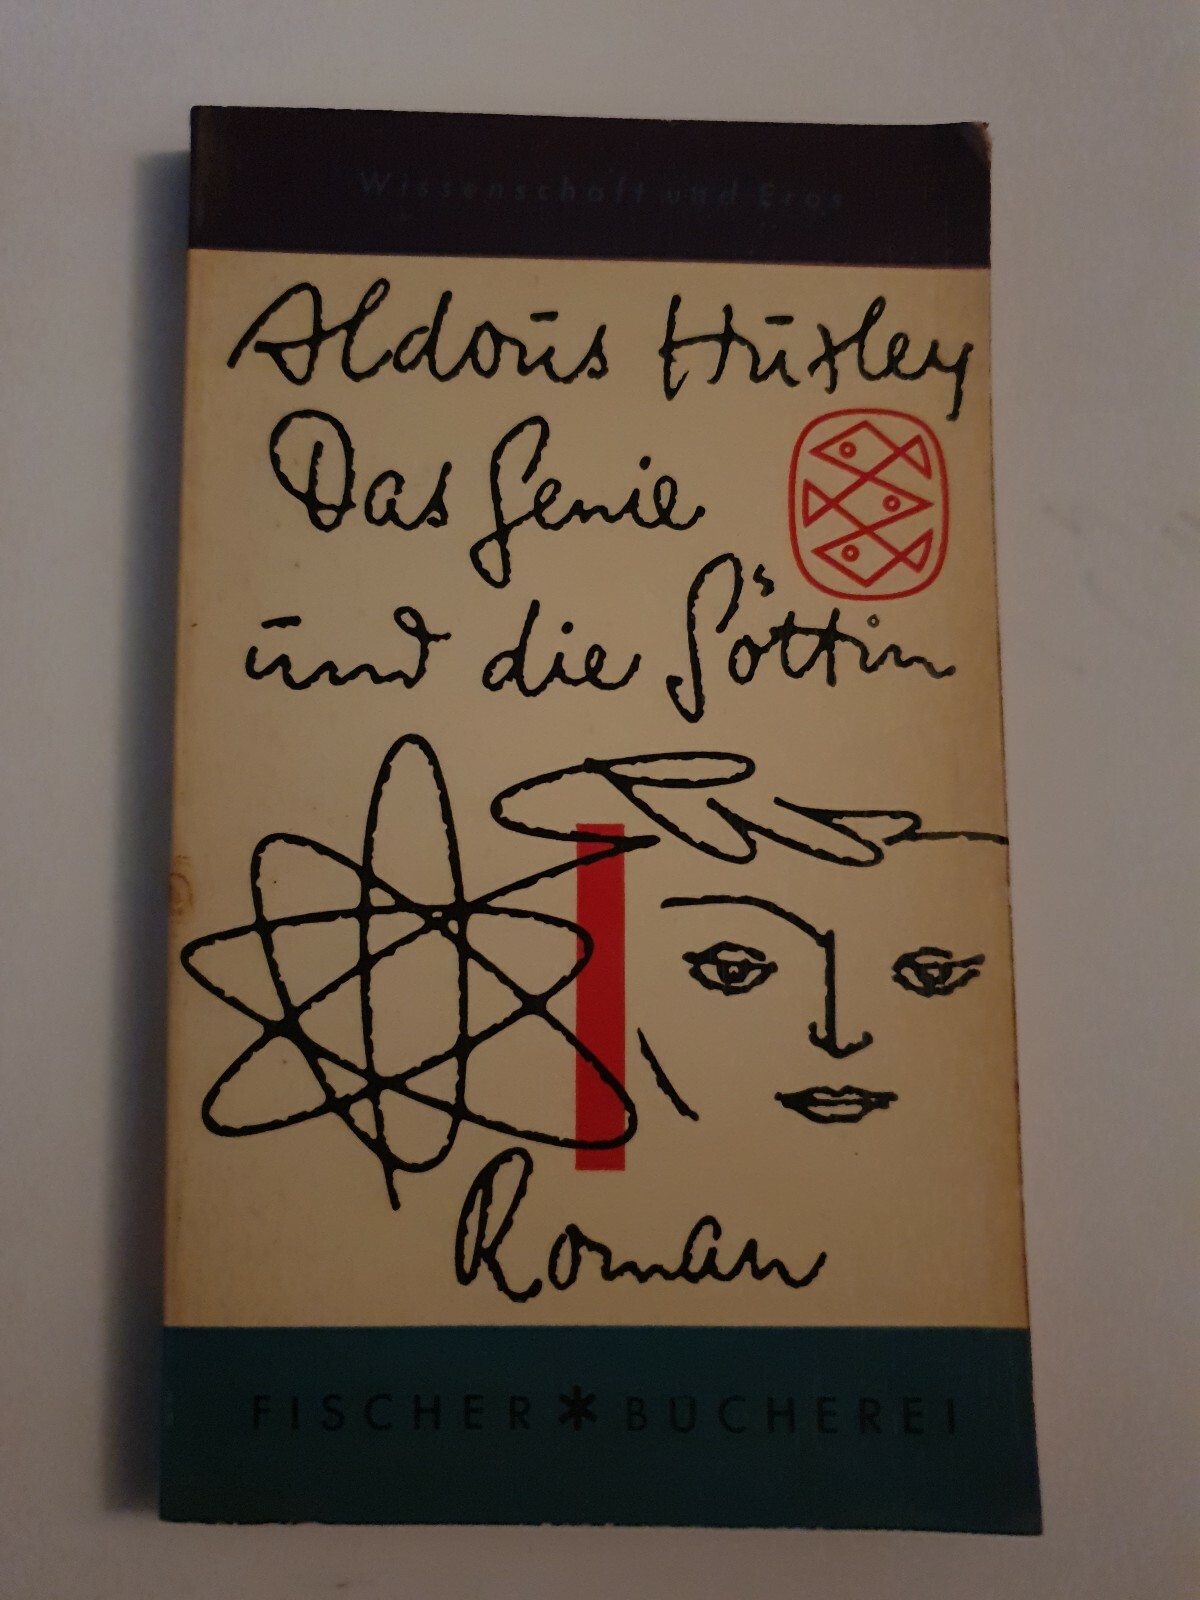 Wissenschaft und Eros
Aldous Huxley
Das Genie
und die Göttin
Roman
FISCHER * BÜCHEREI